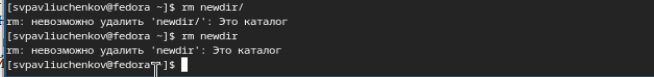 [svpavliuchenkov@fedora ~]$ rm newdir/
rm: невозможно удалить 'newdir/': Это каталог
[svpavliuchenkov@fedora ~]$ rm newdir
rm: невозможно удалить 'newdir': Это каталог
[svpavliuchenkov@fedora ~]$